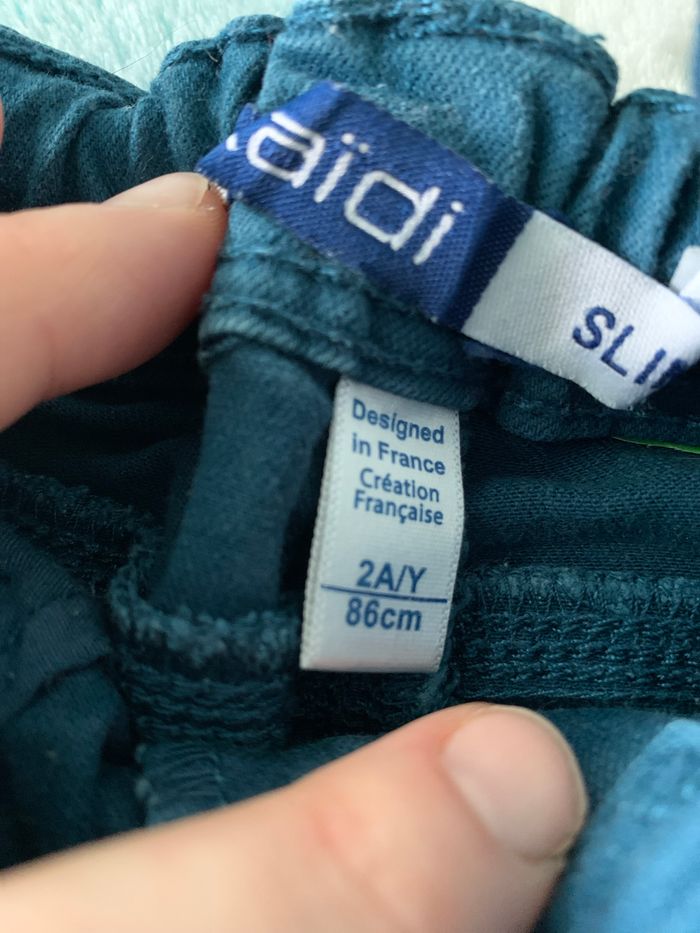 aïdi
SLI
Designed
in France
Création
Française
2A/Y
86cm